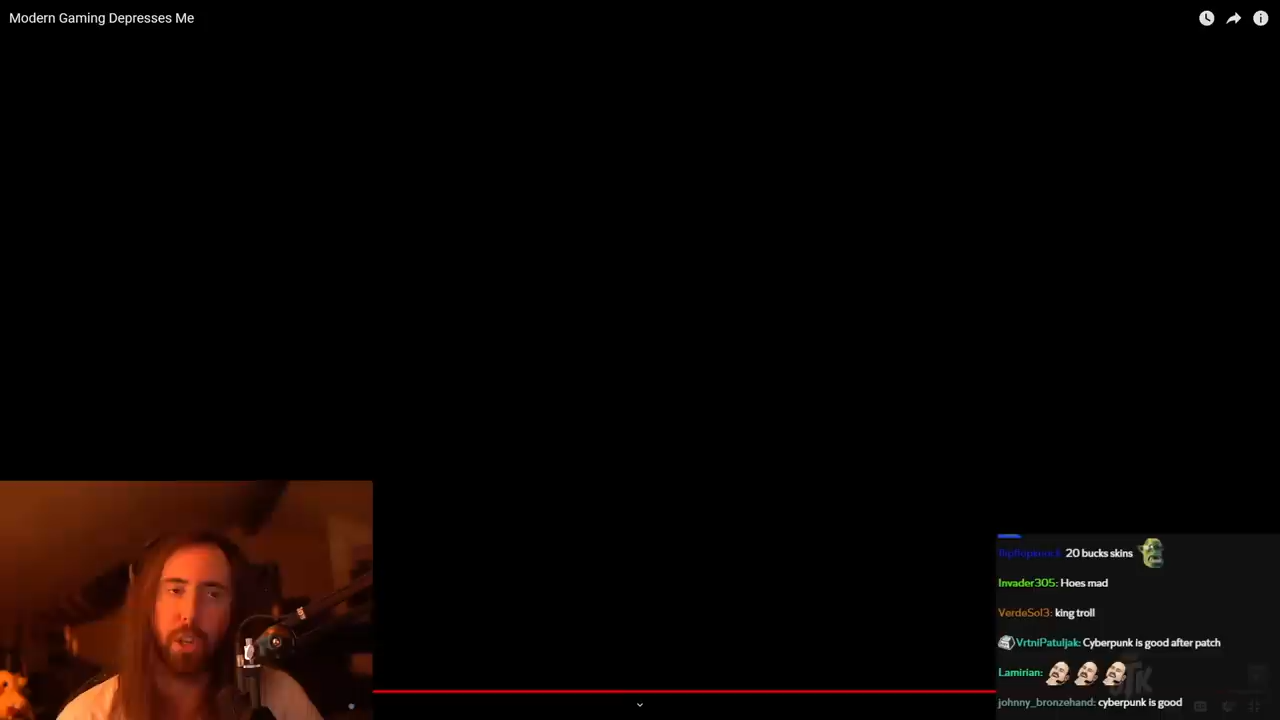 Modern Gaming Depresses Me
20 bucks skins
Invader305: Hoes mad
VerdeSol3: king troll
VrtniPatuljak: Cyberpunk is good after patch
Lamirian:
johnny_bronzehand: cyberpunk is good